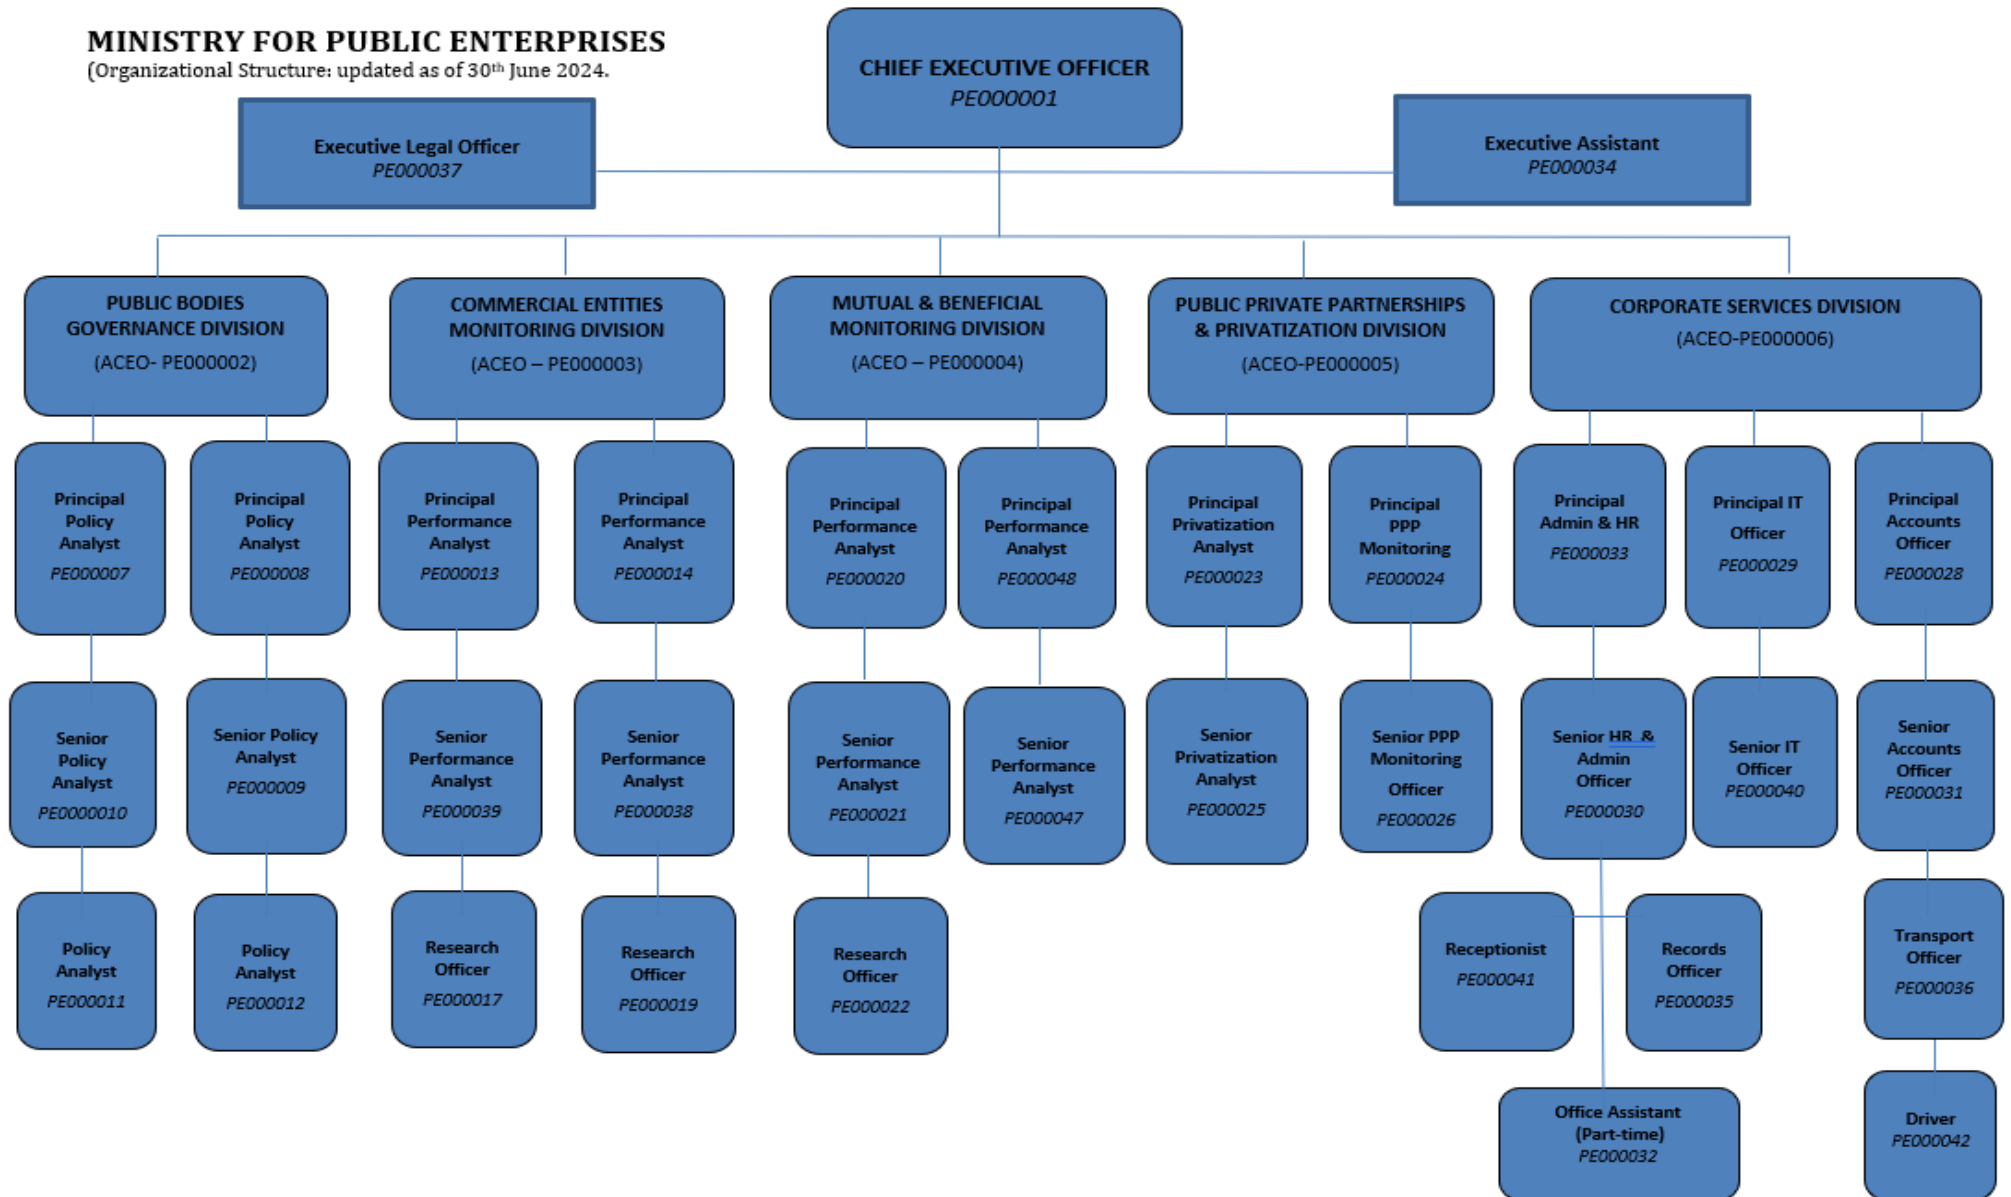 MINISTRY FOR PUBLIC ENTERPRISES
(Organizational Structure: updated as of 30th June 2024.
CHIEF EXECUTIVE OFFICER
PE000001
Executive Legal Officer
PE000037
Executive Assistant
PE000034
PUBLIC BODIES
GOVERNANCE DIVISION
(ACEO- PE000002)
COMMERCIAL ENTITIES
MONITORING DIVISION
(ACEO – PE000003)
MUTUAL & BENEFICIAL
MONITORING DIVISION
(ACEO – PE000004)
PUBLIC PRIVATE PARTNERSHIPS
& PRIVATIZATION DIVISION
(ACEO-PE000005)
CORPORATE SERVICES DIVISION
(ACEO-PE000006)
Principal
Policy
Analyst
PE000007
Principal
Policy
Analyst
PE000008
Principal
Performance
Analyst
PE000013
Principal
Performance
Analyst
PE000014
Principal
Performance
Analyst
PE000020
Principal
Performance
Analyst
PE000048
Principal
Privatization
Analyst
PE000023
Principal
PPP
Monitoring
PE000024
Principal
Admin & HR
PE000033
Principal IT
Officer
PE000029
Principal
Accounts
Officer
PE000028
Senior
Policy
Analyst
PE0000010
Senior Policy
Analyst
PE000009
Senior
Performance
Analyst
PE000039
Senior
Performance
Analyst
PE000038
Senior
Performance
Analyst
PE000021
Senior
Performance
Analyst
PE000047
Senior
Privatization
Analyst
PE000025
Senior PPP
Monitoring
Officer
PE000026
Senior HR &
Admin
Officer
PE000030
Senior IT
Officer
PE000040
Senior
Accounts
Officer
PE000031
Policy
Analyst
PE000011
Policy
Analyst
PE000012
Research
Officer
PE000017
Research
Officer
PE000019
Research
Officer
PE000022
Receptionist
PE000041
Records
Officer
PE000035
Transport
Officer
PE000036
Office Assistant
(Part-time)
PE000032
Driver
PE000042